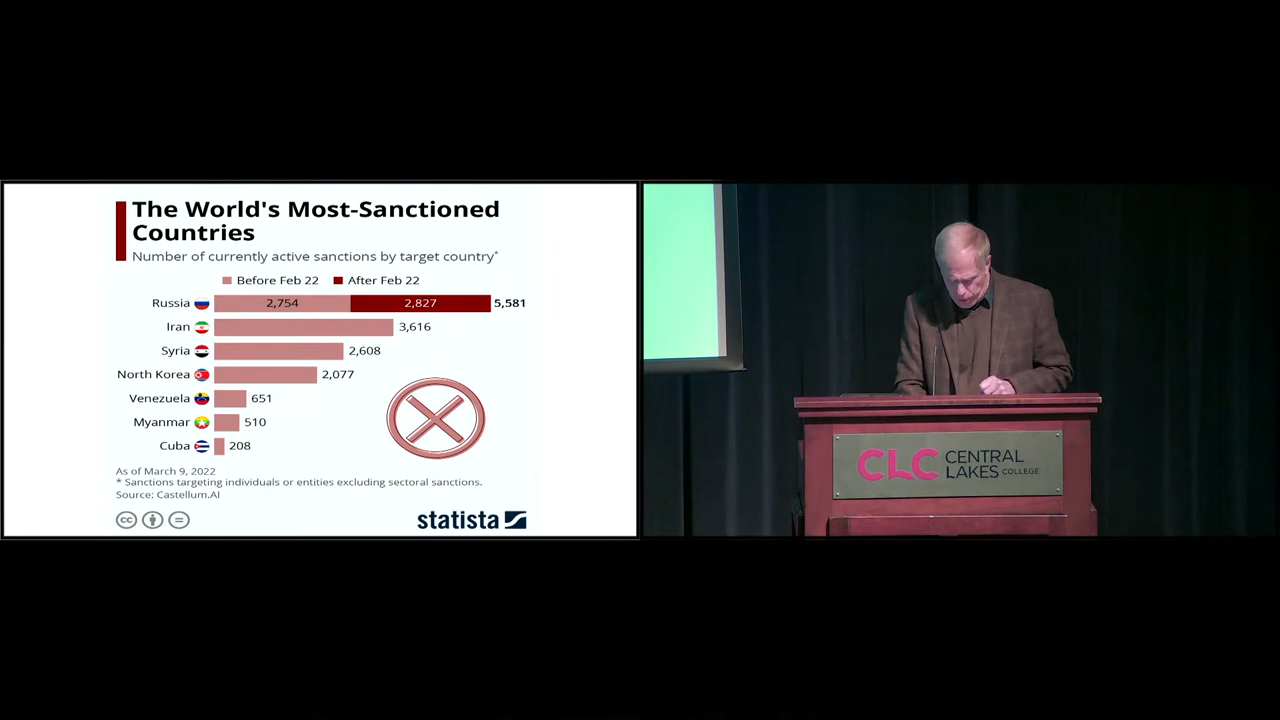 The World's Most-Sanctioned
Countries
Number of currently active sanctions by target country*
Before Feb 22 After Feb 22
Russia 2,754 2,827 5,581
Iran 3,616
Syria 2,608
North Korea 2,077
Venezuela 651
Myanmar 510
Cuba 208
As of March 9, 2022
* Sanctions targeting individuals or entities excluding sectoral sanctions.
Source: Castellum.AI
cc
statista
CLC CENTRAL
LAKES COLLEGE